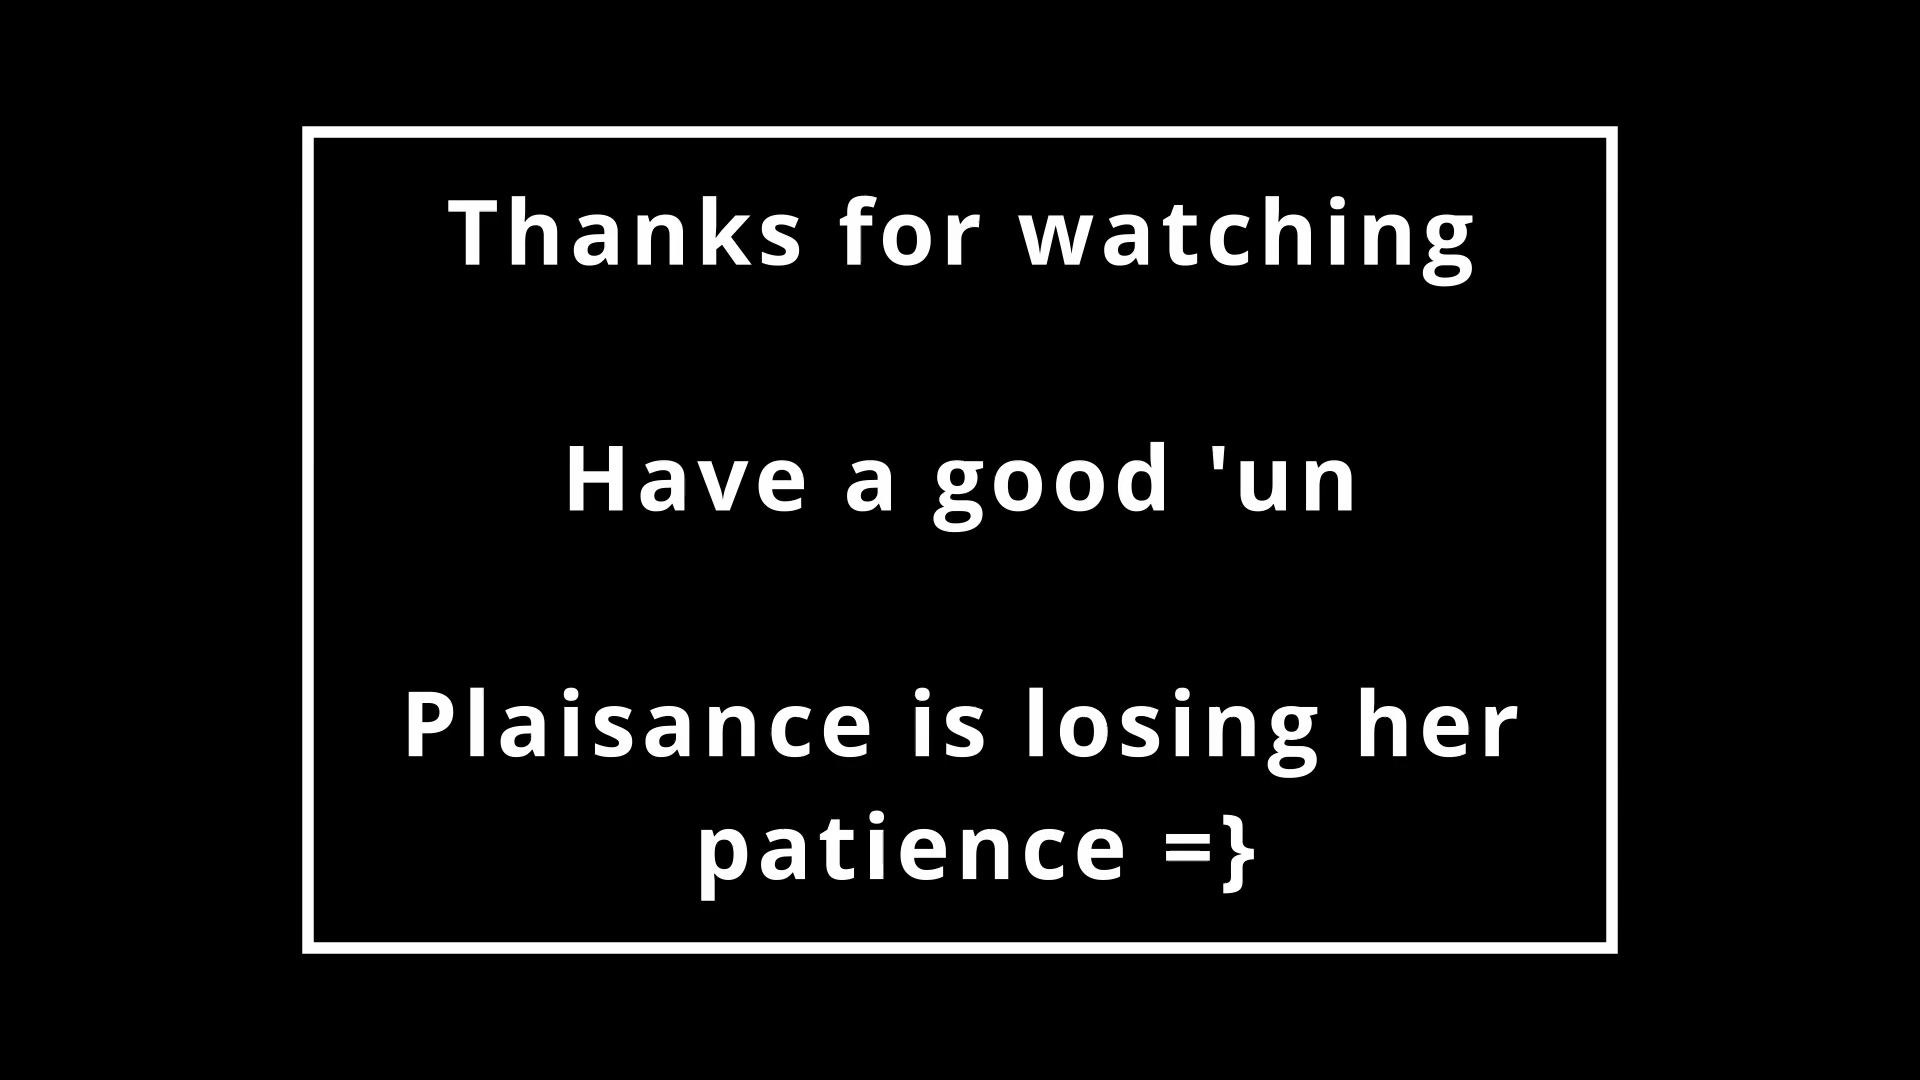 Thanks for watching
Have a good 'un
Plaisance is losing her
patience =}